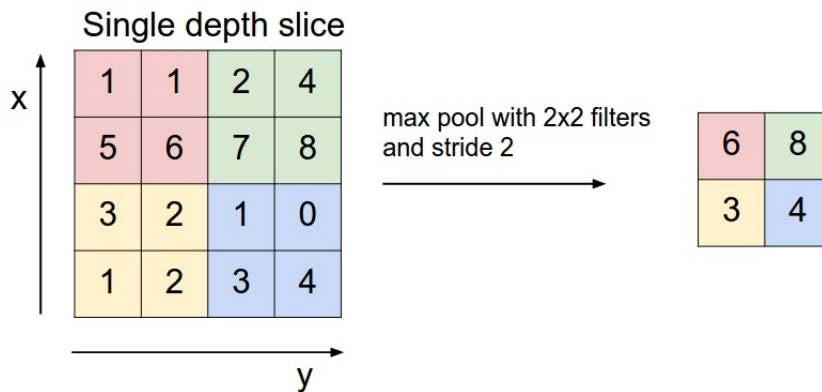 Single depth slice
x
1 1 2 4
5 6 7 8
3 2 1 0
1 2 3 4
y
max pool with 2x2 filters
and stride 2
6 8
3 4